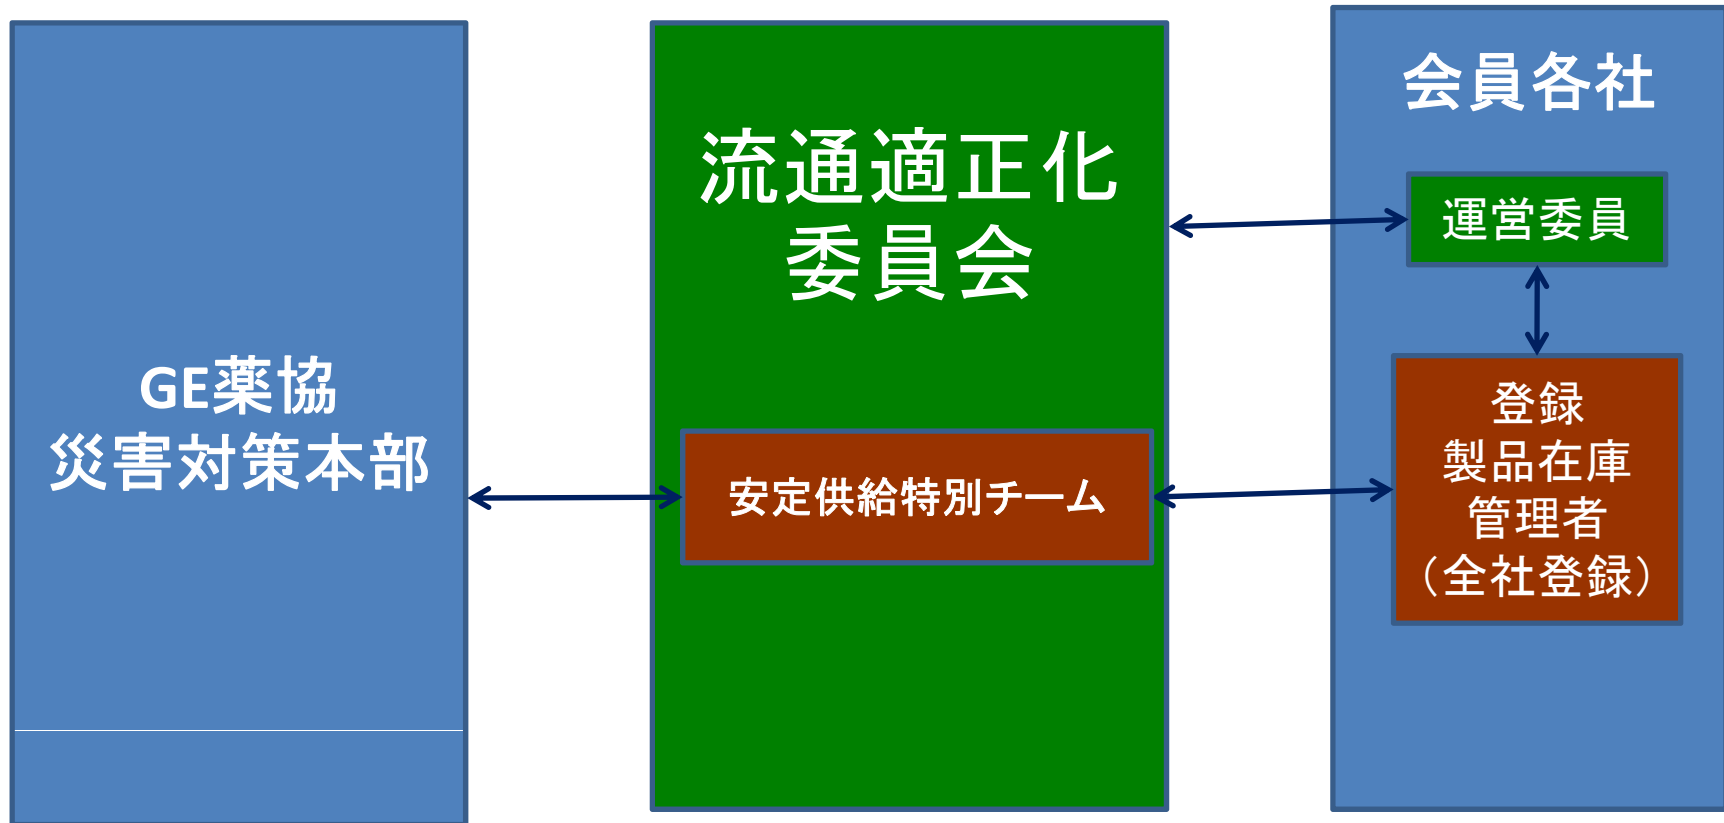 GE薬協
災害対策本部
流通適正化
委員会
安定供給特別チーム
会員各社
運営委員
登録
製品在庫
管理者
（全社登録）